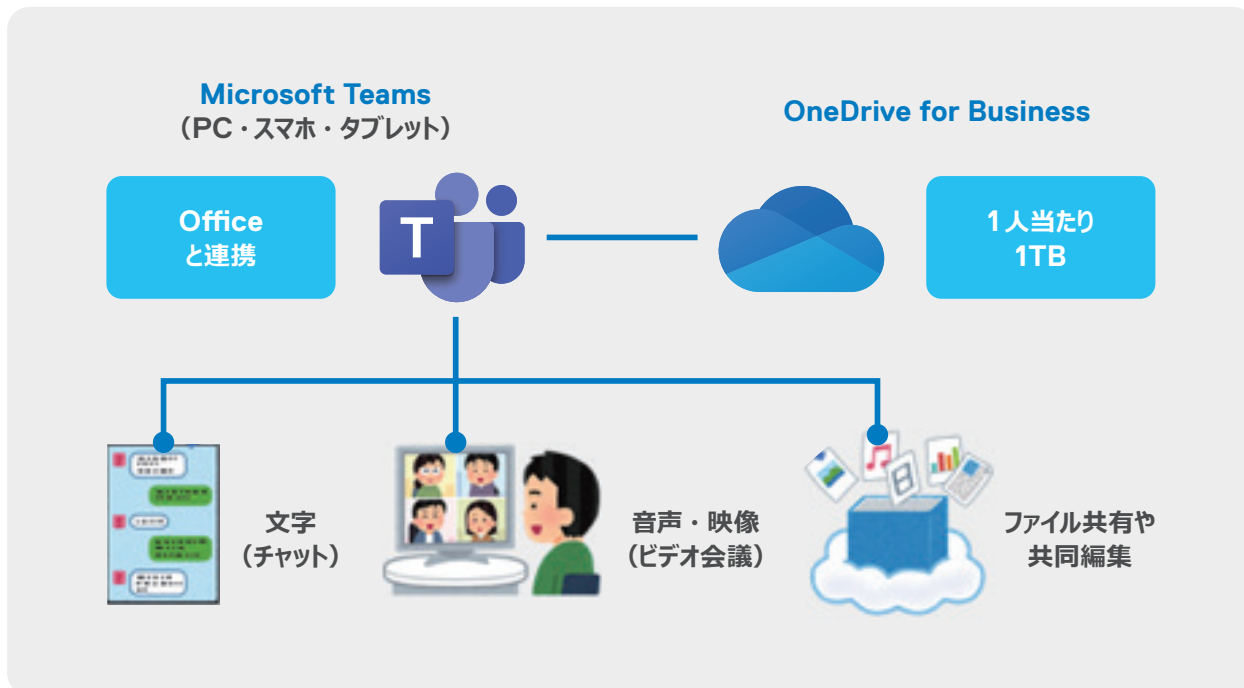 Microsoft Teams
（PC・スマホ・タブレット）
OneDrive for Business
Office
と連携
T
1人当たり
1TB
文字
（チャット）
音声・映像
（ビデオ会議）
ファイル共有や
共同編集